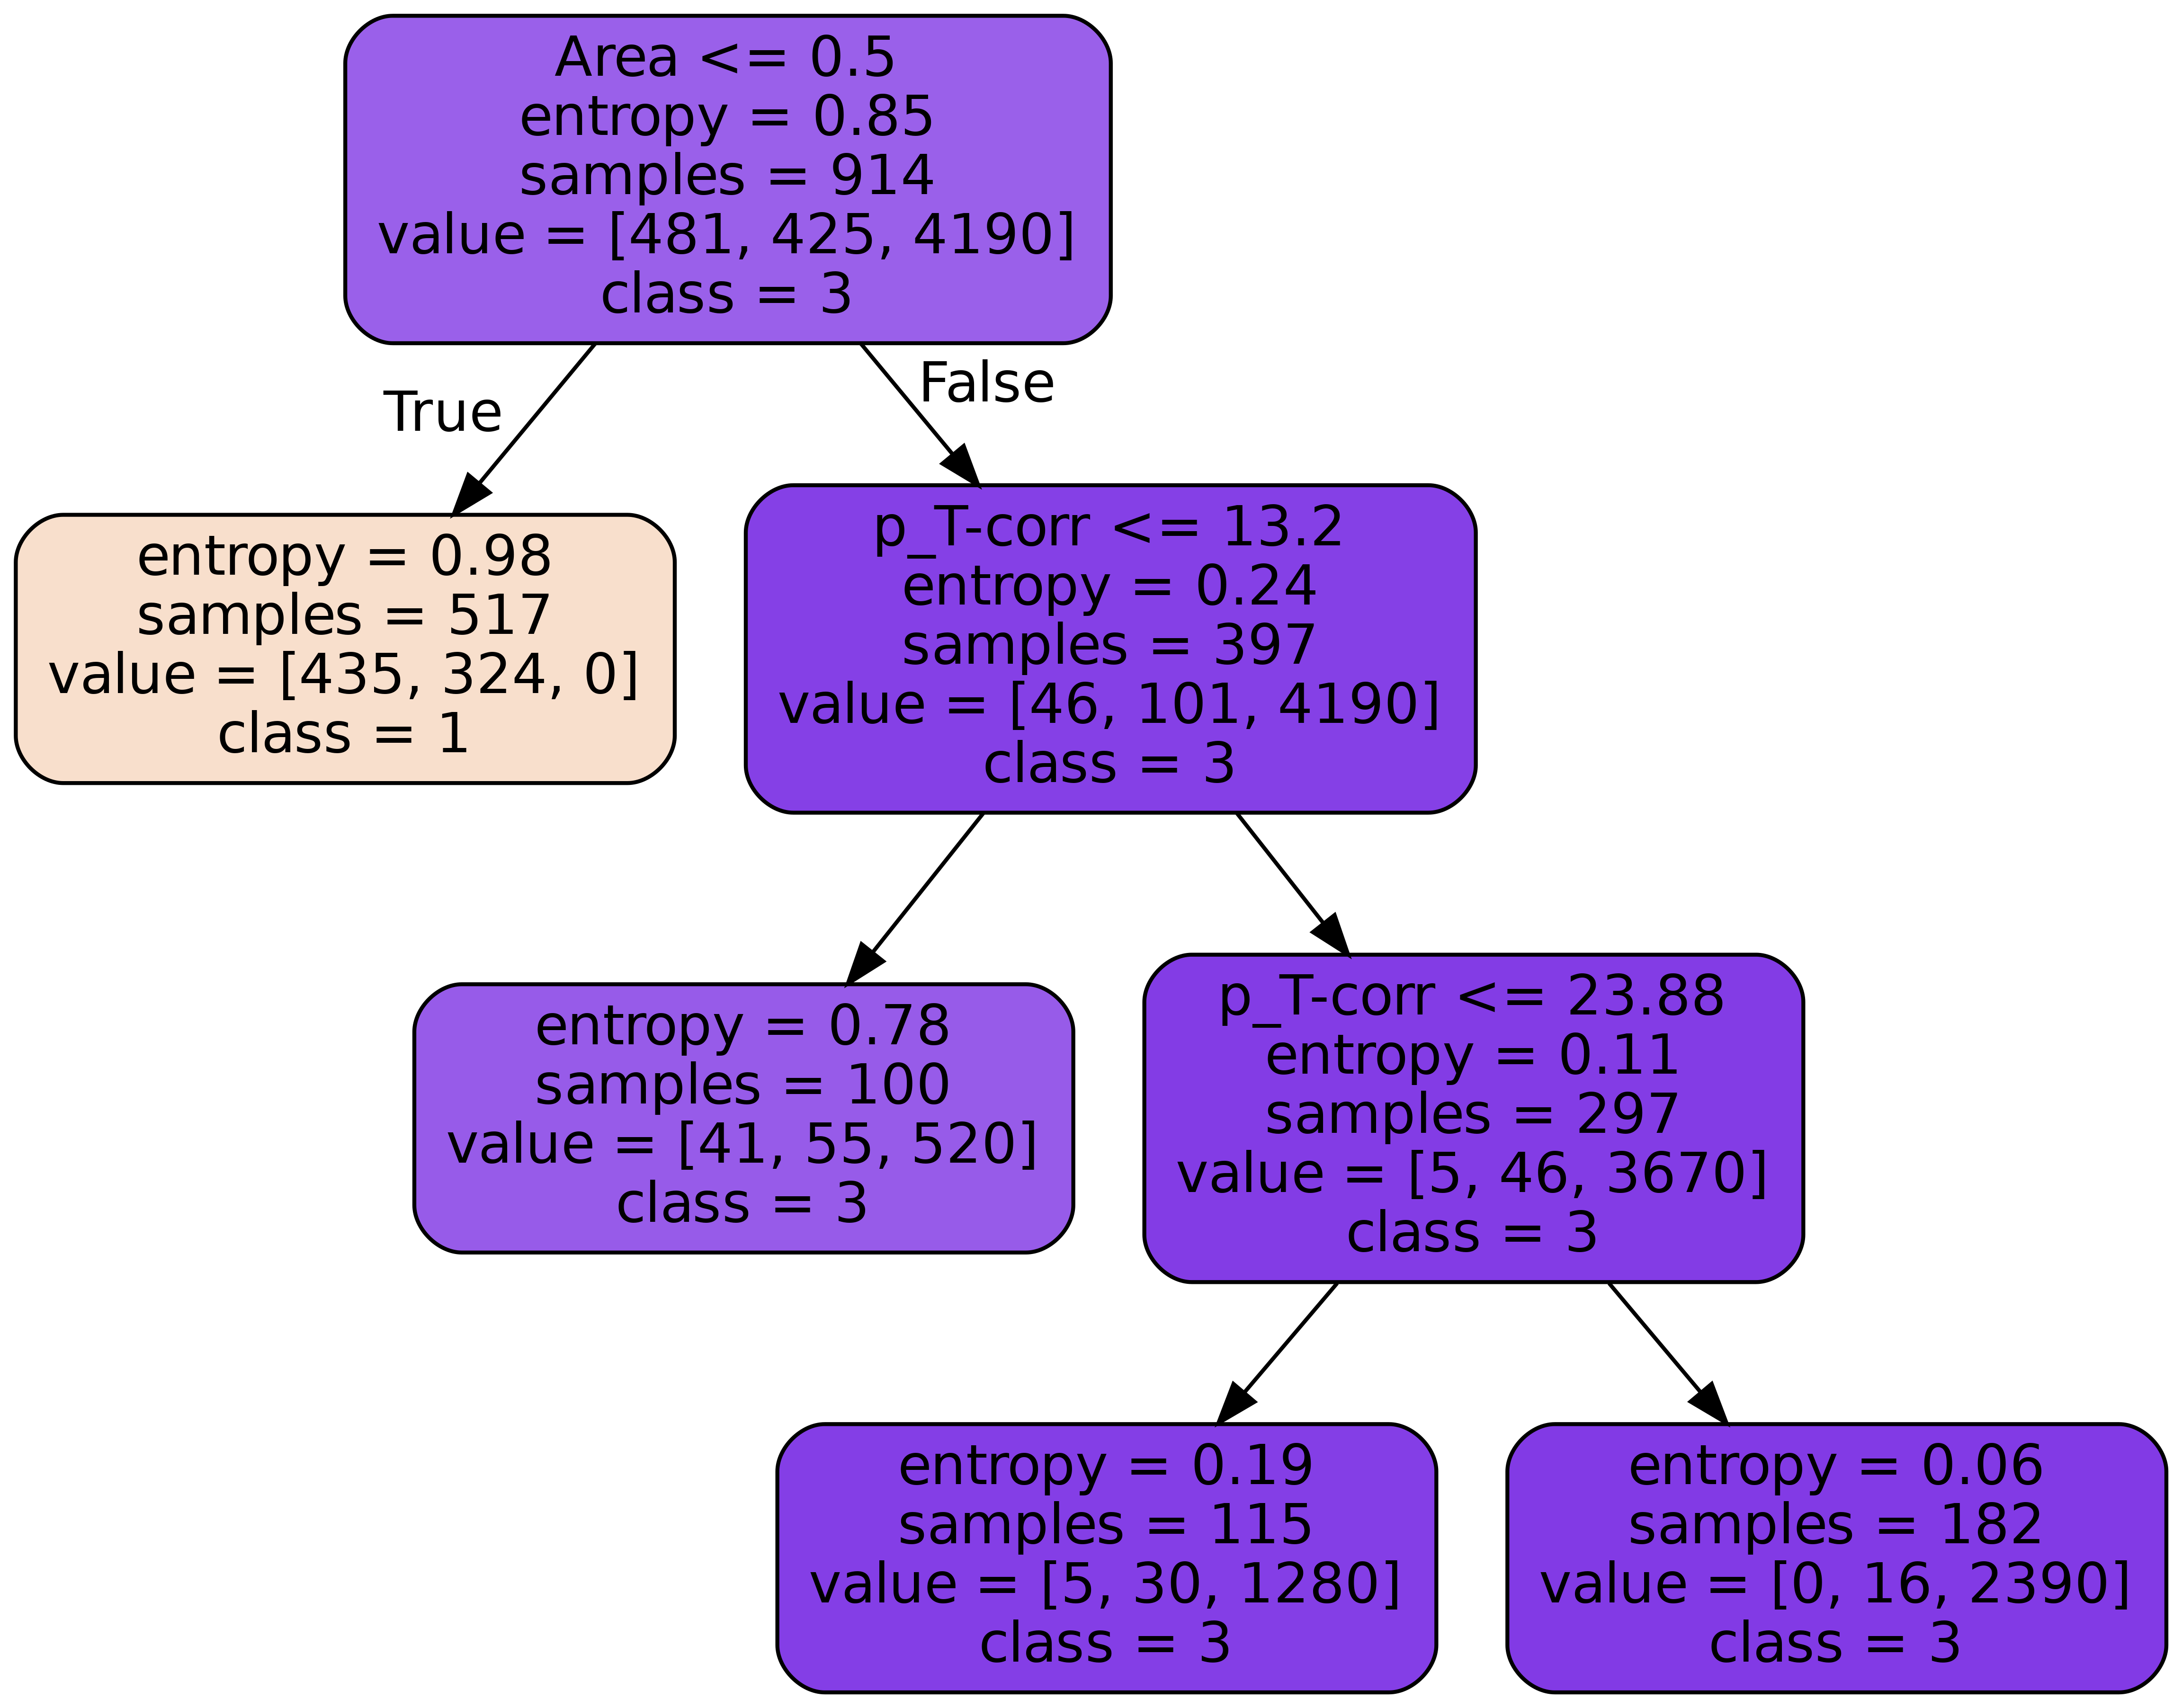 Area <= 0.5
entropy = 0.85
samples = 914
value = [481, 425, 4190]
class = 3
True
False
entropy = 0.98
samples = 517
value = [435, 324, 0]
class = 1
p_T-corr <= 13.2
entropy = 0.24
samples = 397
value = [46, 101, 4190]
class = 3
entropy = 0.78
samples = 100
value = [41, 55, 520]
class = 3
p_T-corr <= 23.88
entropy = 0.11
samples = 297
value = [5, 46, 3670]
class = 3
entropy = 0.19
samples = 115
value = [5, 30, 1280]
class = 3
entropy = 0.06
samples = 182
value = [0, 16, 2390]
class = 3